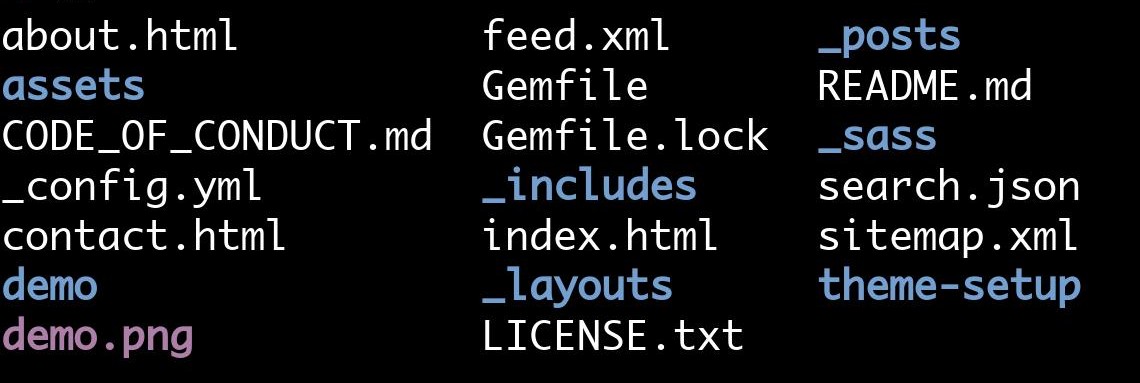 about.html feed.xml _posts
assets Gemfile README.md
CODE_OF_CONDUCT.md Gemfile.lock _sass
_config.yml _includes search.json
contact.html index.html sitemap.xml
demo _layouts theme-setup
demo.png LICENSE.txt